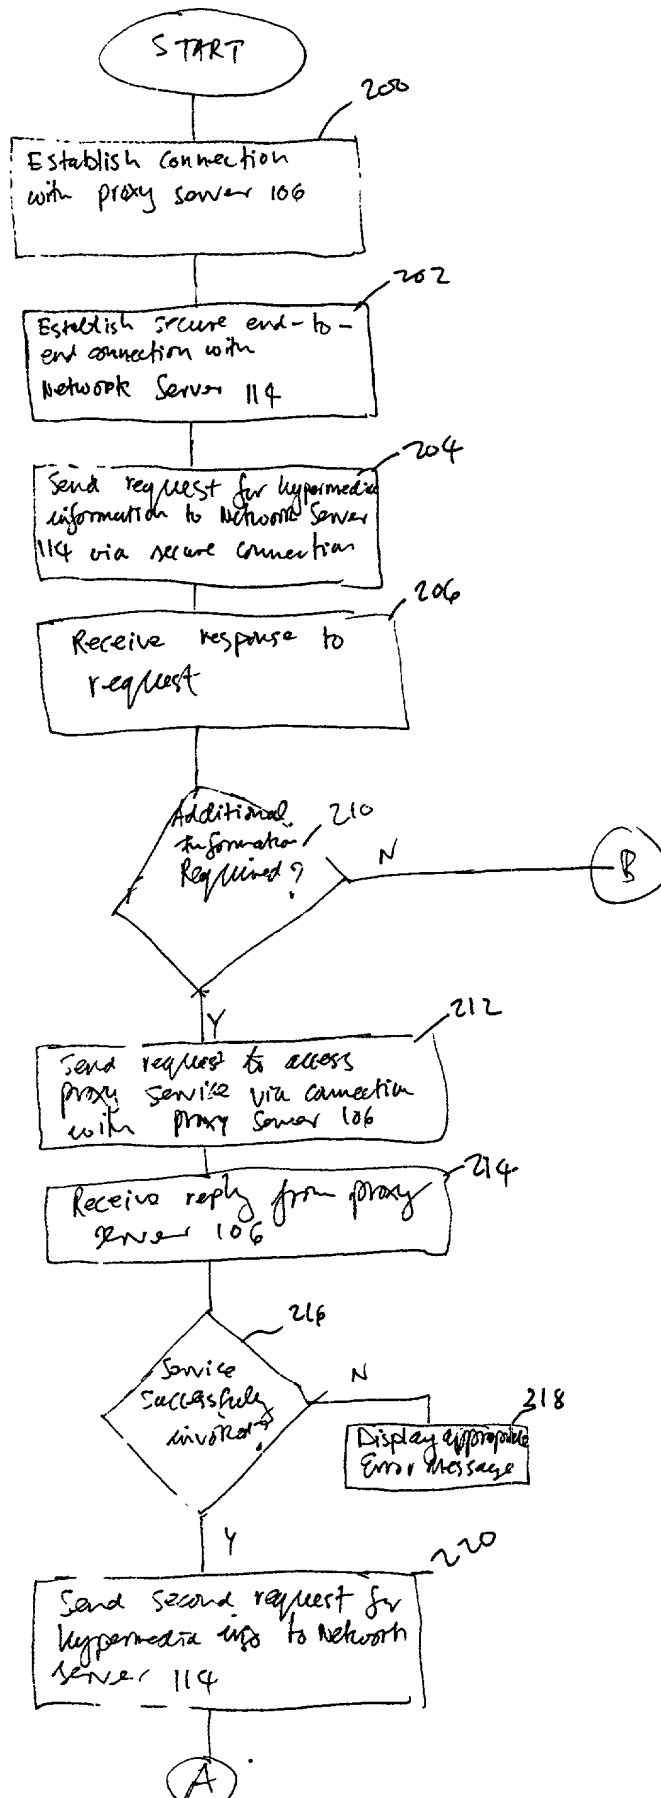 START
200
Establish connection
with proxy server 106
202
Establish secure end-to-
end connection with
Network Server 114
204
Send request for hypermedia
information to Network Server
114 via secure connection
206
Receive response to
request
Additional
Information
Required?
210
N
B
Y
212
Send request to access
proxy service via connection
with proxy server 106
214
Receive reply from proxy
server 106
216
Service
successfully
invoked?
N
218
Display appropriate
Error Message
Y
220
Send second request for
hypermedia info to Network
server 114
A